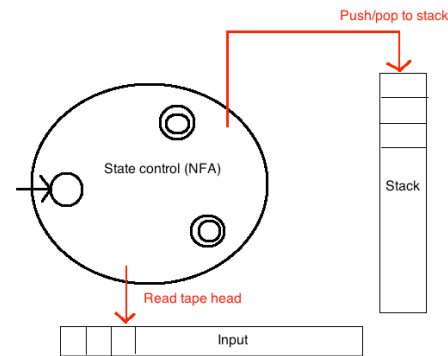 Push/pop to stack
State control (NFA)
Stack
Read tape head
Input